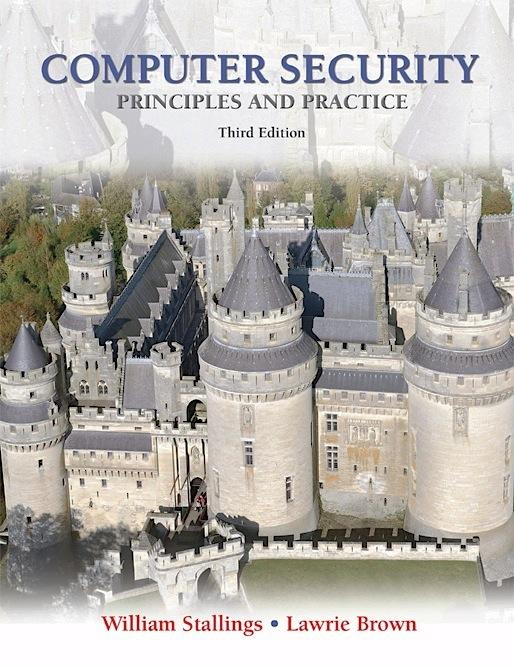 COMPUTER SECURITY
PRINCIPLES AND PRACTICE
Third Edition
William Stallings • Lawrie Brown